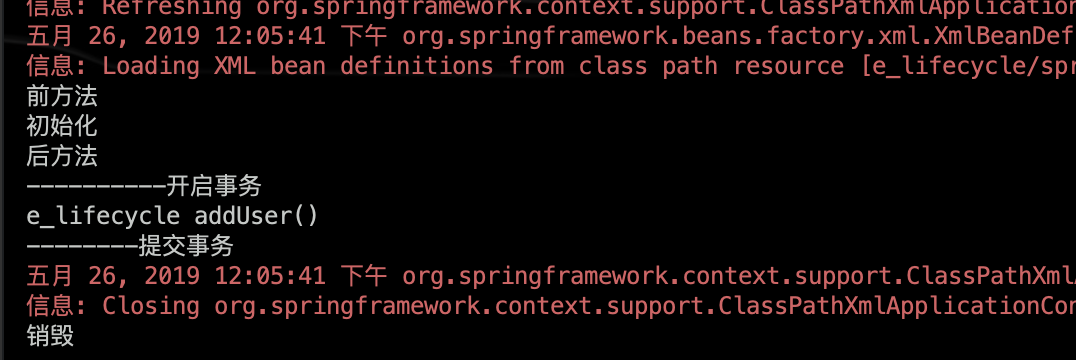 信息: Refreshing org.springframework.context.support.ClassPathXmlApplication
五月 26, 2019 12:05:41 下午 org.springframework.beans.factory.xml.XmlBeanDef
信息: Loading XML bean definitions from class path resource [e_lifecycle/spr
前方法
初始化
后方法
----------开启事务
e_lifecycle addUser()
--------提交事务
五月 26, 2019 12:05:41 下午 org.springframework.context.support.ClassPathXml
信息: Closing org.springframework.context.support.ClassPathXmlApplicationCon
销毁